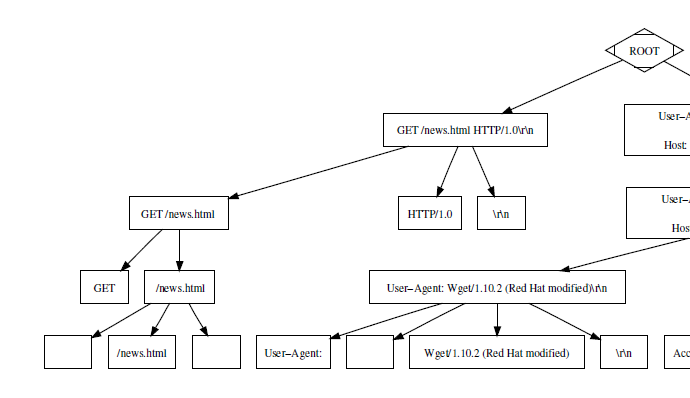 ROOT
GET /news.html HTTP/1.0\r\n
User–A
Host:
GET /news.html
HTTP/1.0
\r\n
User–A
Host
GET
/news.html
User–Agent: Wget/1.10.2 (Red Hat modified)\r\n
/news.html
User–Agent:
Wget/1.10.2 (Red Hat modified)
\r\n
Acc